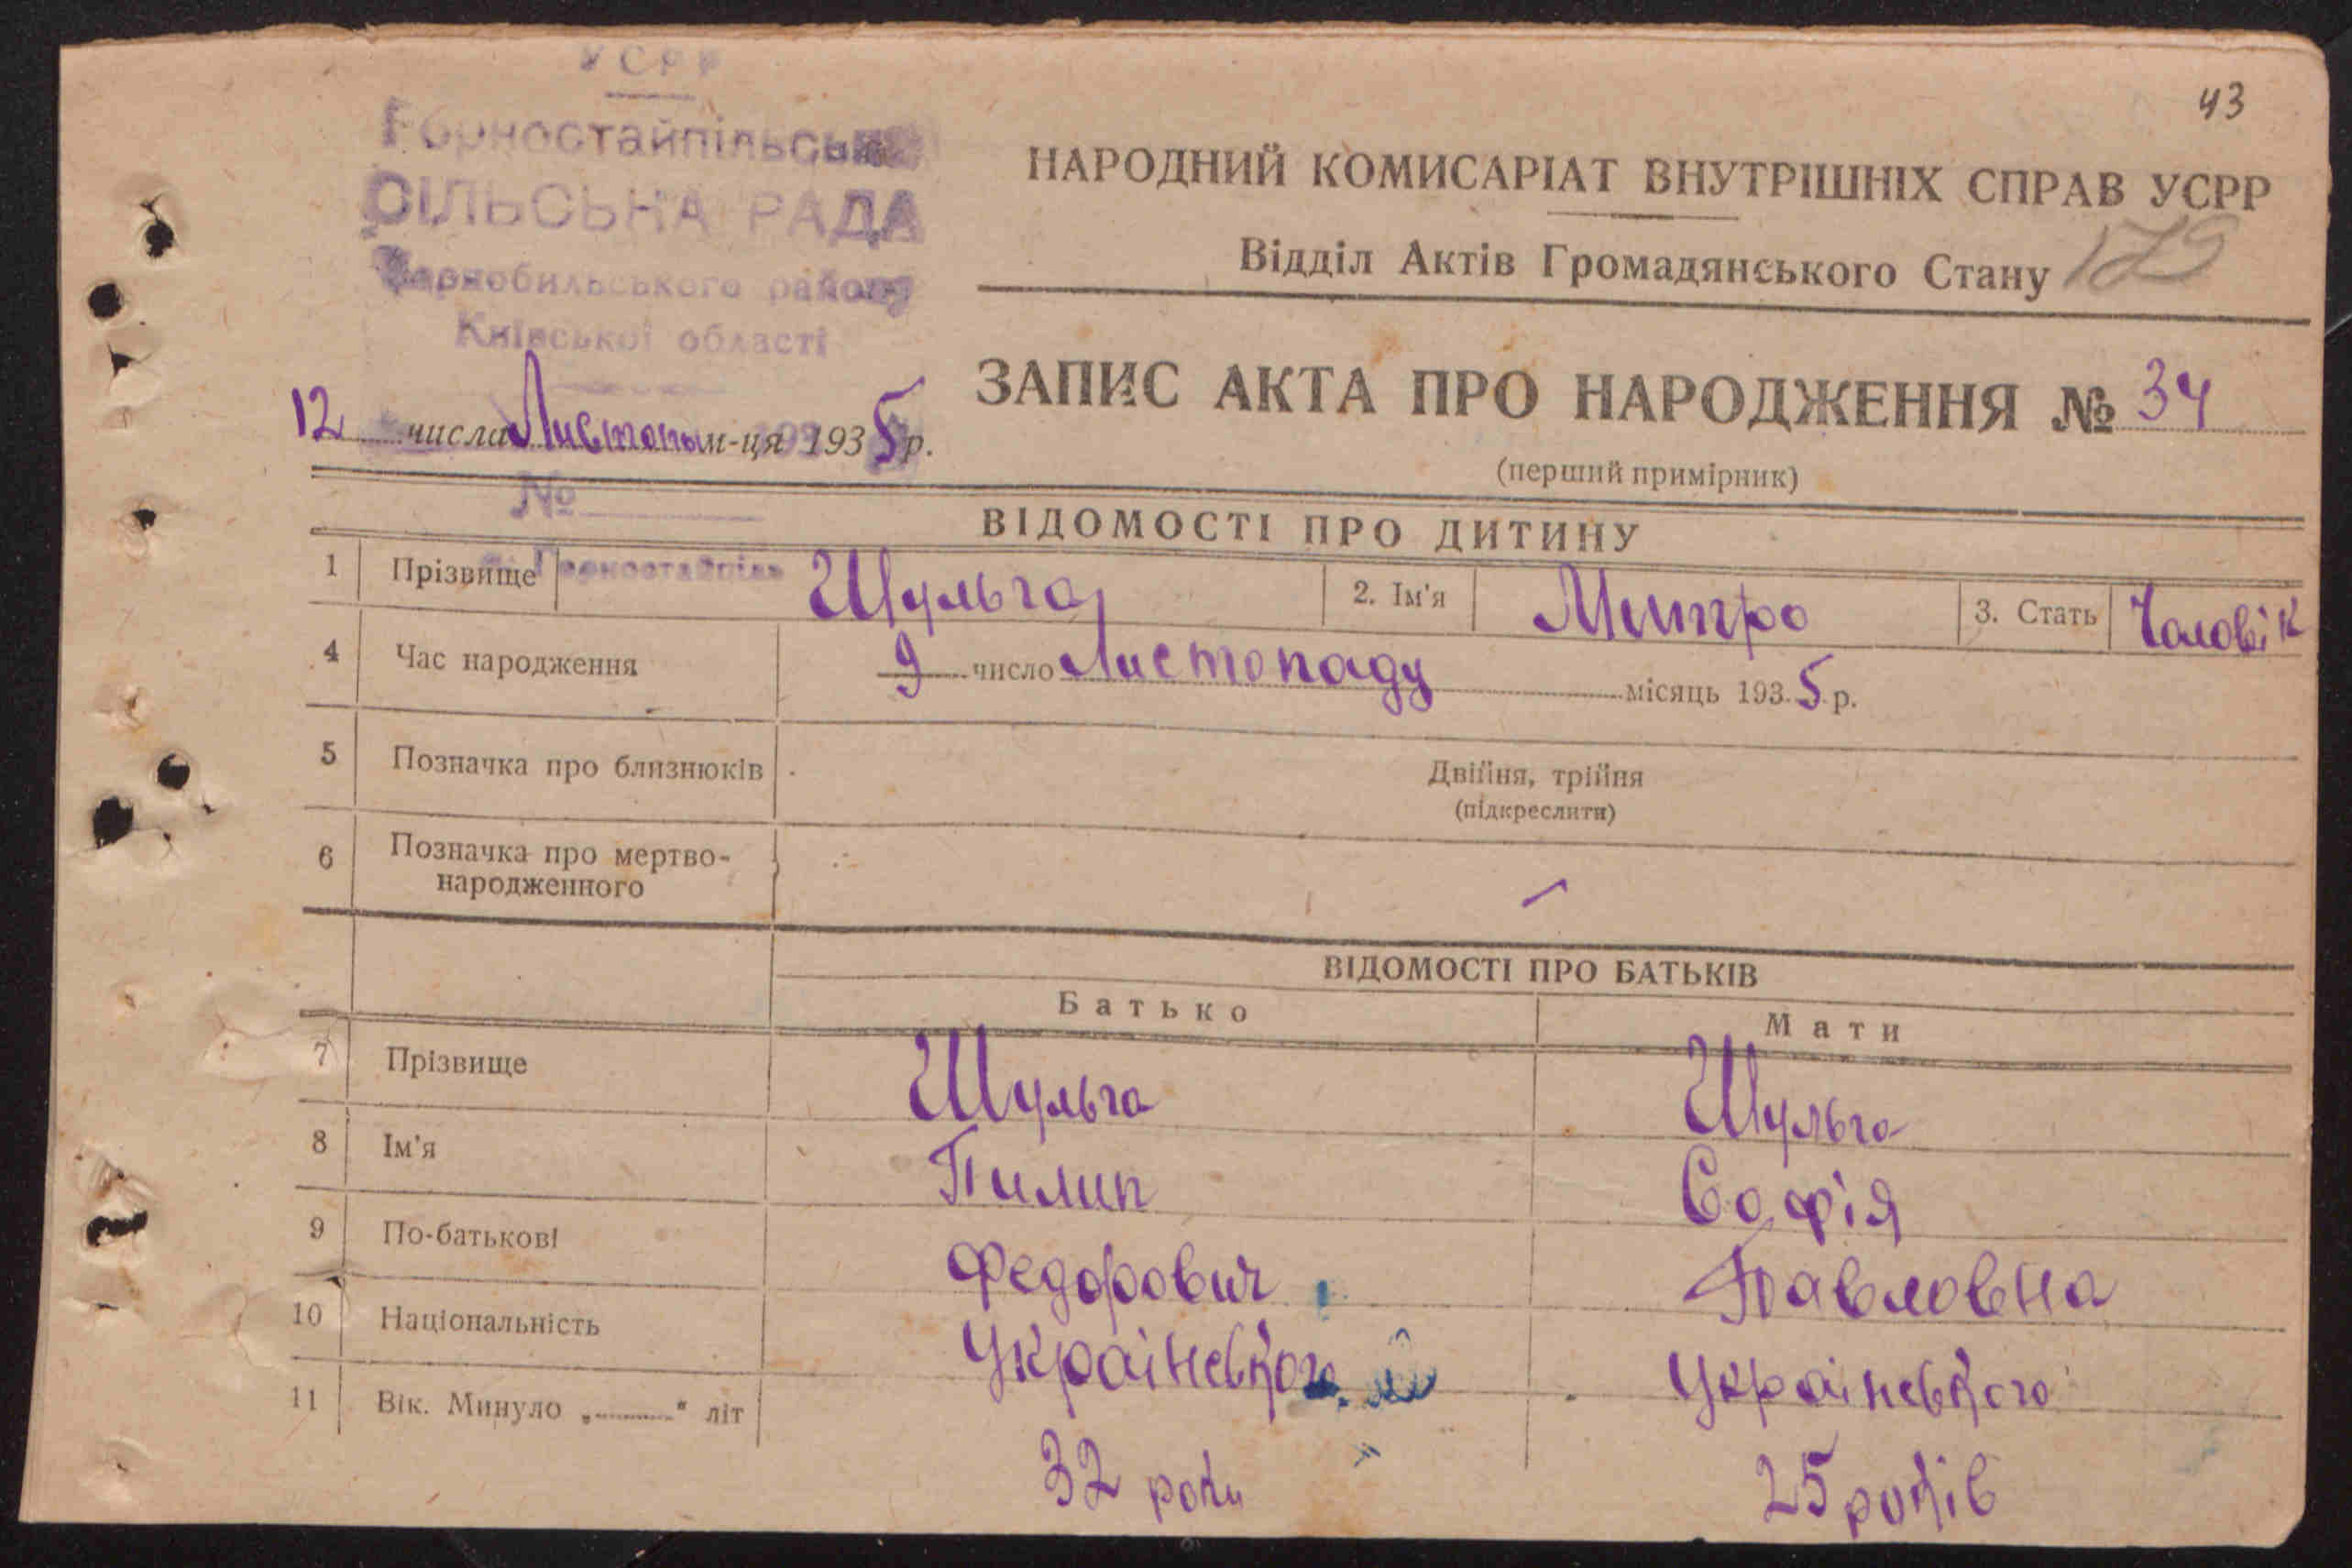 43
УСРР
Горностайпільська
СІЛЬСЬКА РАДА
Чорнобильського району
Київської області
НАРОДНИЙ КОМИСАРІАТ ВНУТРІШНІХ СПРАВ УСРР
Відділ Актів Громадянського Стану
ЗАПИС АКТА ПРО НАРОДЖЕННЯ № 34
(перший примірник)
12 числа Листопад м-ця 1935 р.
№
ВІДОМОСТІ ПРО ДИТИНУ
1 Прізвище Шульга 2. Ім'я Митро 3. Стать Чоловік
4 Час народження 9 число Листопаду місяць 1935 р.
5 Позначка про близнюків Двійня, трійня
(підкреслити)
6 Позначка про мертво-
народженного
ВІДОМОСТІ ПРО БАТЬКІВ
Батько Мати
7 Прізвище Шульга Шульга
8 Ім'я Пилип Софія
9 По-батькові Федорович Павловна
10 Національність Українського Українського
11 Вік. Минуло „ “ літ 32 роки 25 років